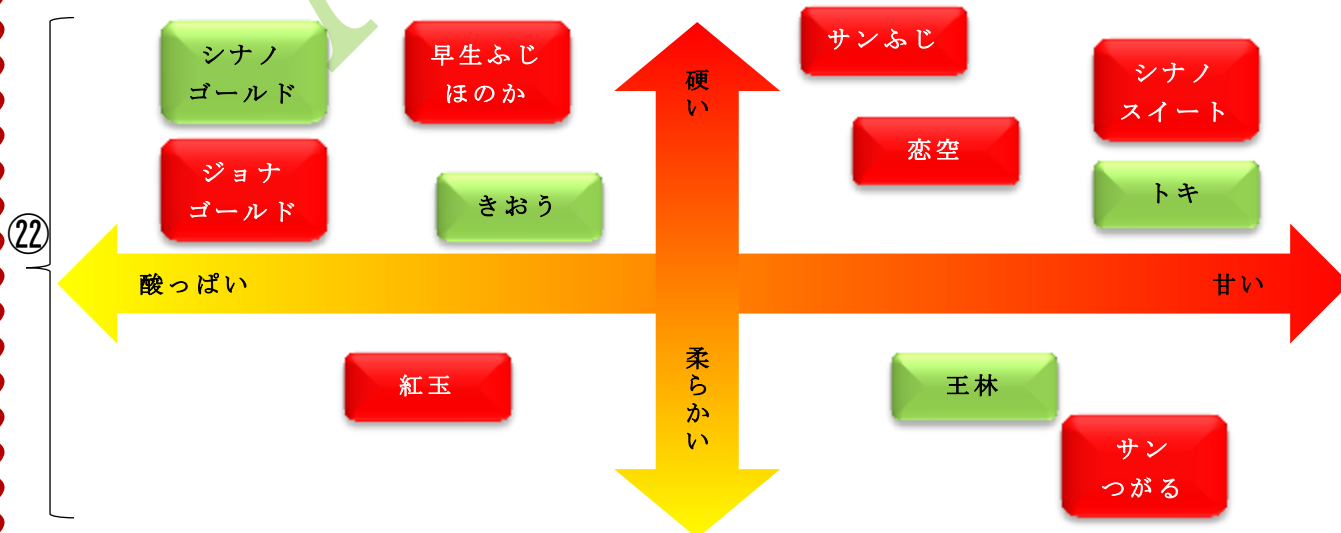 シナノ
ゴールド
早生ふじ
ほのか
サンふじ
シナノ
スイート
硬い
ジョナ
ゴールド
恋空
きおう
トキ
㉒
酸っぱい
甘い
柔らかい
紅玉
王林
サン
つがる